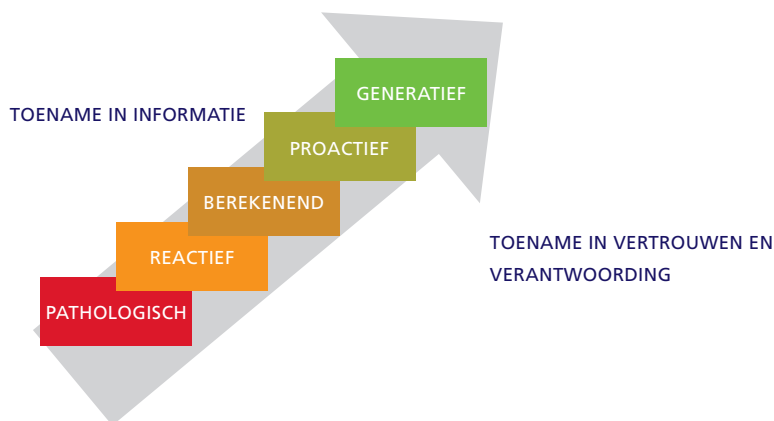 GENERATIEF
TOENAME IN INFORMATIE
PROACTIEF
BEREKENEND
TOENAME IN VERTROUWEN EN
VERANTWOORDING
REACTIEF
PATHOLOGISCH